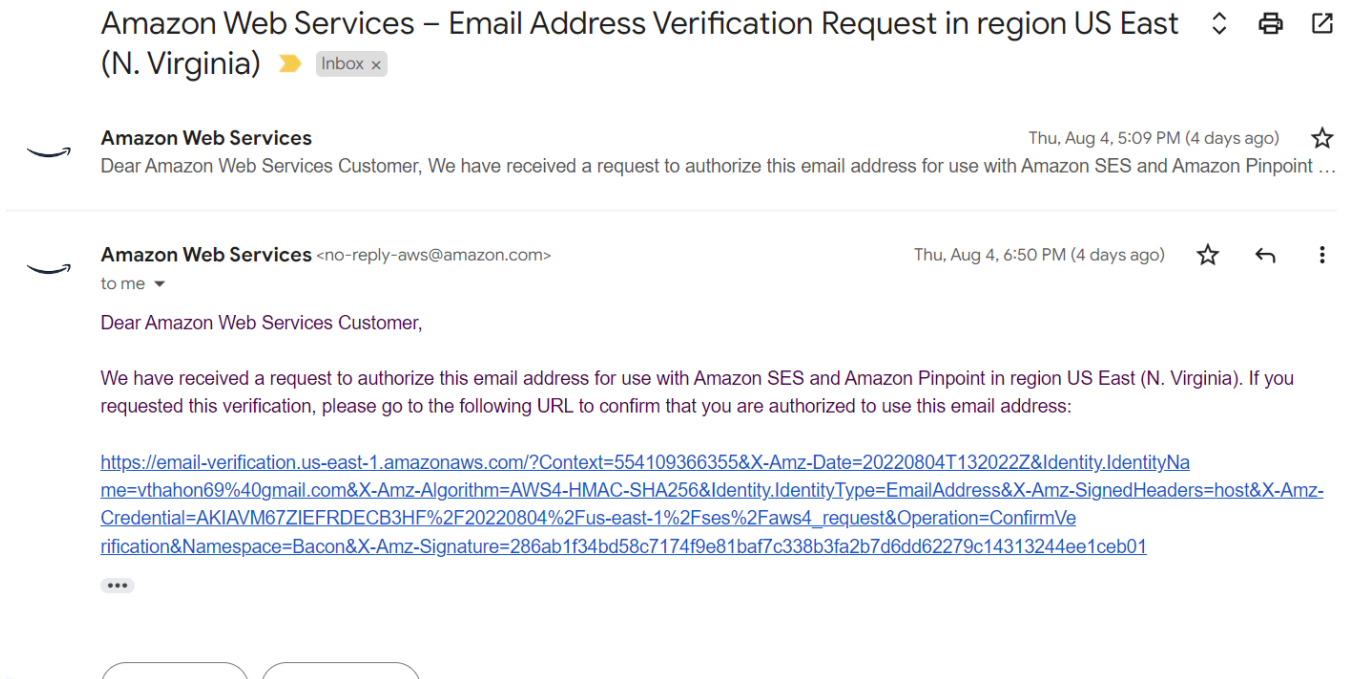 Amazon Web Services – Email Address Verification Request in region US East
(N. Virginia) Inbox ×
Amazon Web Services Thu, Aug 4, 5:09 PM (4 days ago)
Dear Amazon Web Services Customer, We have received a request to authorize this email address for use with Amazon SES and Amazon Pinpoint …
Amazon Web Services <no-reply-aws@amazon.com> Thu, Aug 4, 6:50 PM (4 days ago)
to me
Dear Amazon Web Services Customer,
We have received a request to authorize this email address for use with Amazon SES and Amazon Pinpoint in region US East (N. Virginia). If you
requested this verification, please go to the following URL to confirm that you are authorized to use this email address:
https://email-verification.us-east-1.amazonaws.com/?Context=554109366355&X-Amz-Date=20220804T132022Z&Identity.IdentityNa
me=vthahon69%40gmail.com&X-Amz-Algorithm=AWS4-HMAC-SHA256&Identity.IdentityType=EmailAddress&X-Amz-SignedHeaders=host&X-Amz-
Credential=AKIAVM67ZIEFRDECB3HF%2F20220804%2Fus-east-1%2Fses%2Faws4_request&Operation=ConfirmVe
rification&Namespace=Bacon&X-Amz-Signature=286ab1f34bd58c7174f9e81baf7c338b3fa2b7d6dd62279c14313244ee1ceb01